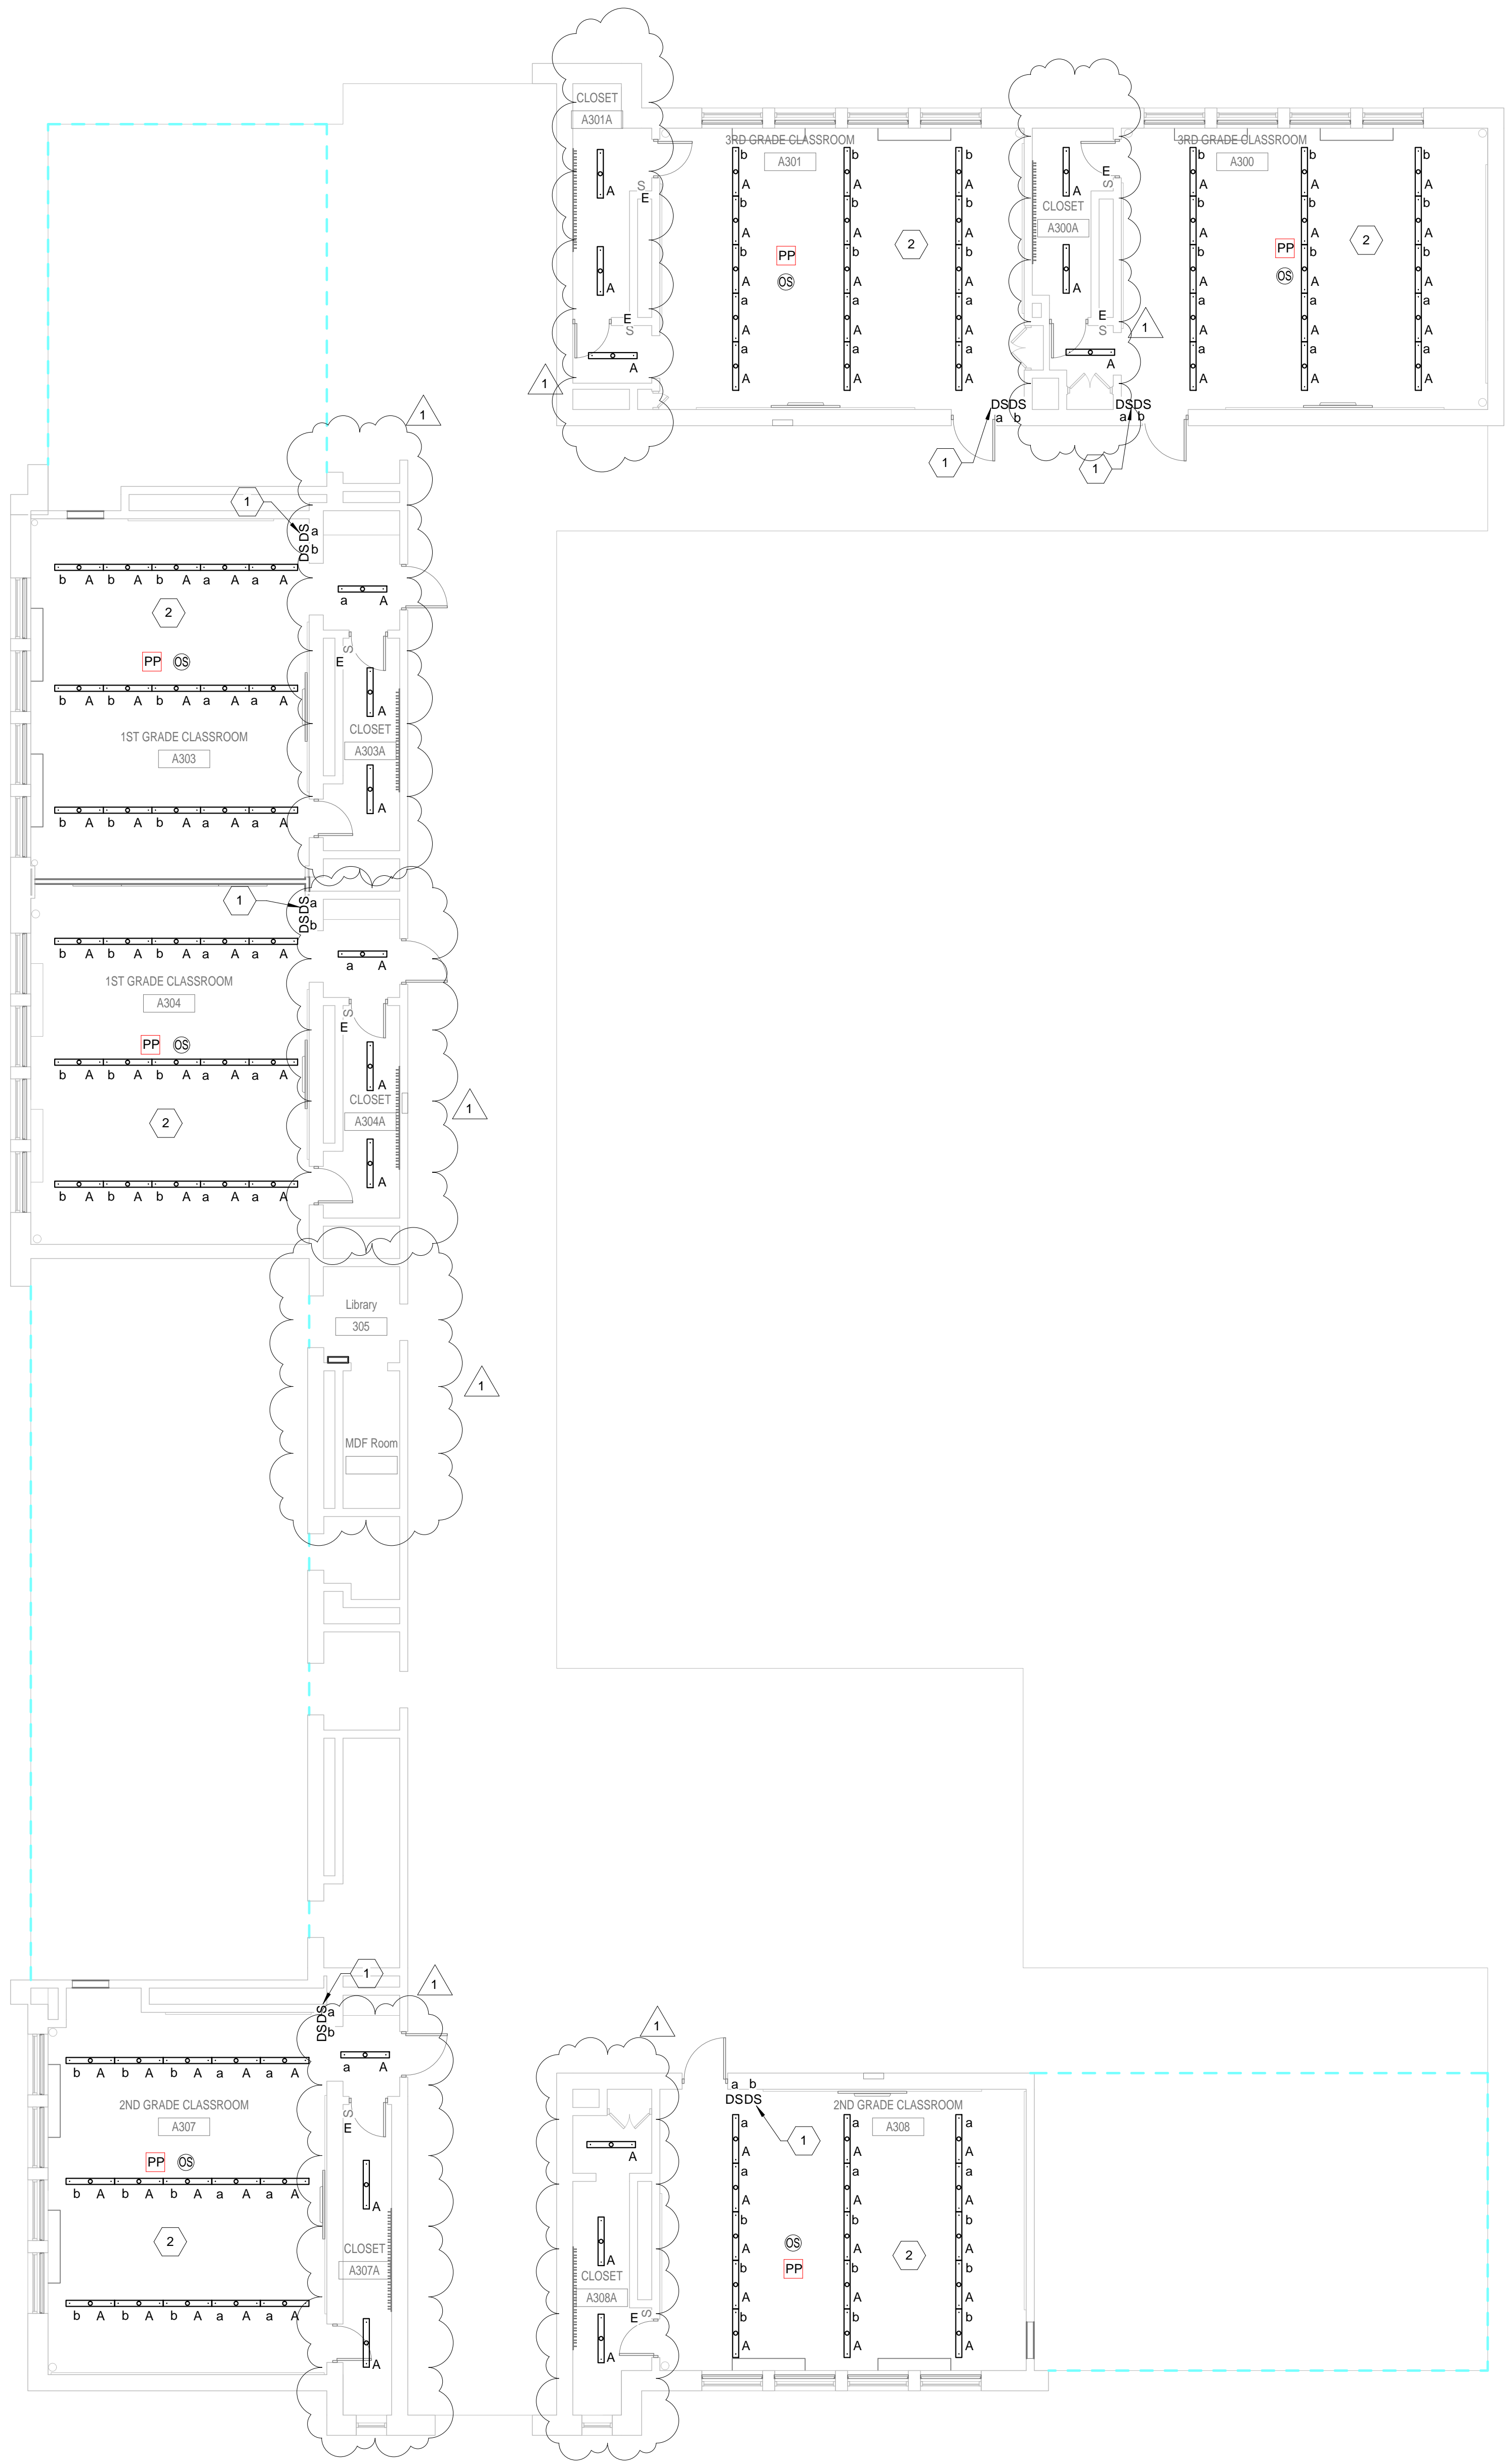 CLOSET
A301A
A
S
E
A
E
S
A
1
3RD GRADE CLASSROOM
A301
b b b
A A A
b b b
A A A
PP
2
b b b
OS
A A A
a a a
A A A
a a a
A A A
DSDS
a b
1
E
S
A
CLOSET
A300A
A
E
S
A
1
3RD GRADE CLASSROOM
A300
b b b
A A A
b b b
A A A
PP
2
b b b
OS
A A A
a a a
A A A
a a a
A A A
DSDS
a b
1
1
1
DSDS
a
b
b A b A b A a A a A
a A
2
PP OS
S
E
b A b A b A a A a A
A
1ST GRADE CLASSROOM
A303
CLOSET
A303A
A
b A b A b A a A a A
1
DSDS
a
b
b A b A b A a A a A
a A
1ST GRADE CLASSROOM
A304
S
E
PP OS
b A b A b A a A a A
A
CLOSET
A304A
1
2
A
b A b A b A a A a A
Library
305
1
MDF Room
1
1
DSDS
a
b
b A b A b A a A a A
a A
2ND GRADE CLASSROOM
A307
S
E
PP OS
b A b A b A a A a A
A
2
CLOSET
A307A
b A b A b A a A a A
A
1
A
A
CLOSET
A308A
E
S
A
a b
DSDS
1
2ND GRADE CLASSROOM
A308
a a a
A A A
a a a
A A A
b b b
OS
2
A A A
PP
b b b
A A A
b b b
A A A